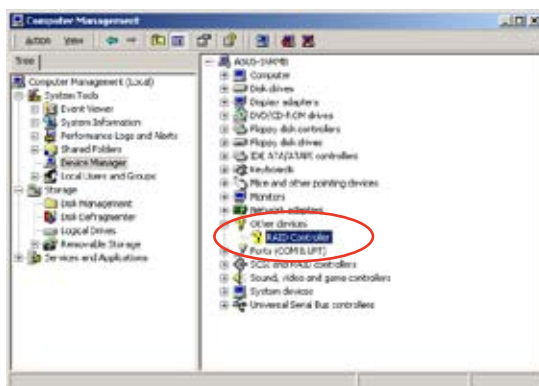 Computer Management
Action View
Tree
Computer Management (Local)
System Tools
Event Viewer
System Information
Performance Logs and Alerts
Shared Folders
Device Manager
Local Users and Groups
Storage
Disk Management
Disk Defragmenter
Logical Drives
Removable Storage
Services and Applications
Computer
Disk drives
Display adapters
DVD/CD-ROM drives
Floppy disk controllers
Floppy disk drives
IDE ATA/ATAPI controllers
Keyboards
Mice and other pointing devices
Monitors
Network adapters
Other devices
RAID Controller
Ports (COM & LPT)
SCSI and RAID controllers
Sound, video and game controllers
System devices
Universal Serial Bus controllers